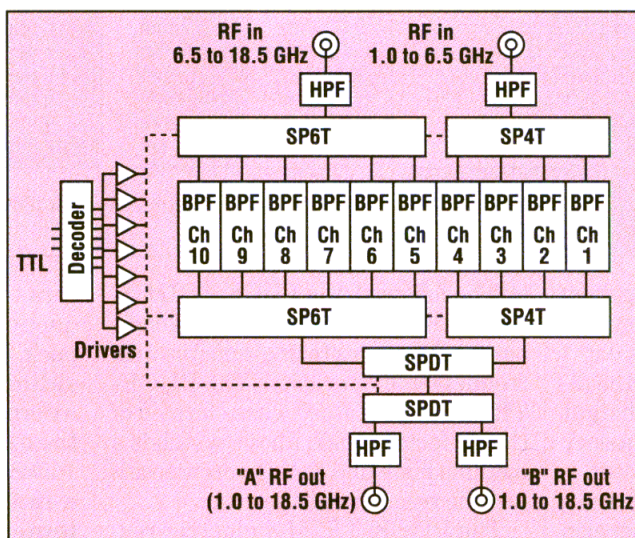 RF in
6.5 to 18.5 GHz
RF in
1.0 to 6.5 GHz
HPF
HPF
SP6T
SP4T
TTL
Decoder
Drivers
BPF Ch 10
BPF Ch 9
BPF Ch 8
BPF Ch 7
BPF Ch 6
BPF Ch 5
BPF Ch 4
BPF Ch 3
BPF Ch 2
BPF Ch 1
SP6T
SP4T
SPDT
SPDT
HPF
HPF
"A" RF out
(1.0 to 18.5 GHz)
"B" RF out
1.0 to 18.5 GHz)